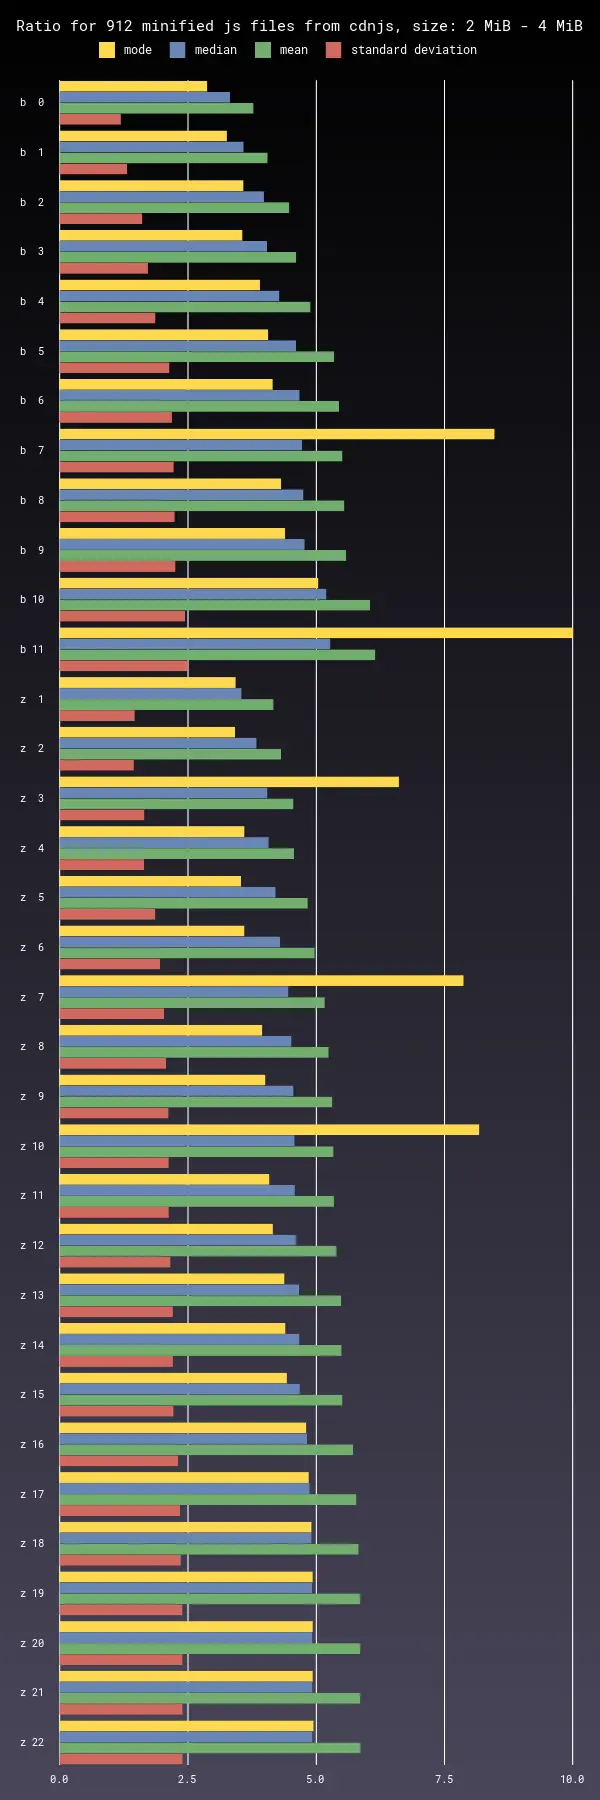 Ratio for 912 minified js files from cdnjs, size: 2 MiB - 4 MiB
mode median mean standard deviation
b 0
b 1
b 2
b 3
b 4
b 5
b 6
b 7
b 8
b 9
b 10
b 11
z 1
z 2
z 3
z 4
z 5
z 6
z 7
z 8
z 9
z 10
z 11
z 12
z 13
z 14
z 15
z 16
z 17
z 18
z 19
z 20
z 21
z 22
0.0 2.5 5.0 7.5 10.0